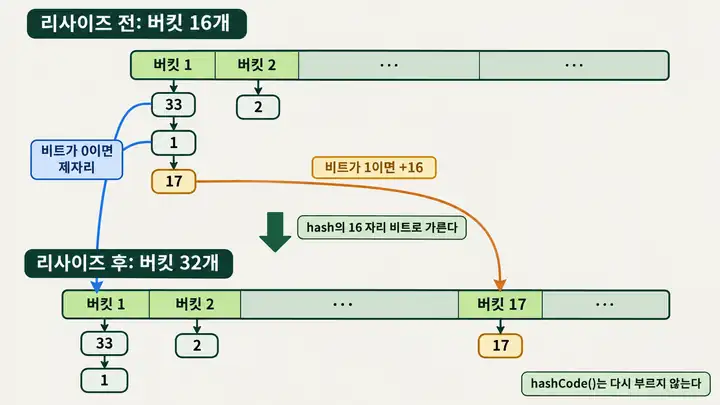 리사이즈 전: 버킷 16개
버킷 1
버킷 2
...
...
33
2
1
17
비트가 0이면
제자리
비트가 1이면 +16
hash의 16 자리 비트로 가른다
리사이즈 후: 버킷 32개
버킷 1
버킷 2
...
버킷 17
...
33
2
17
1
hashCode()는 다시 부르지 않는다